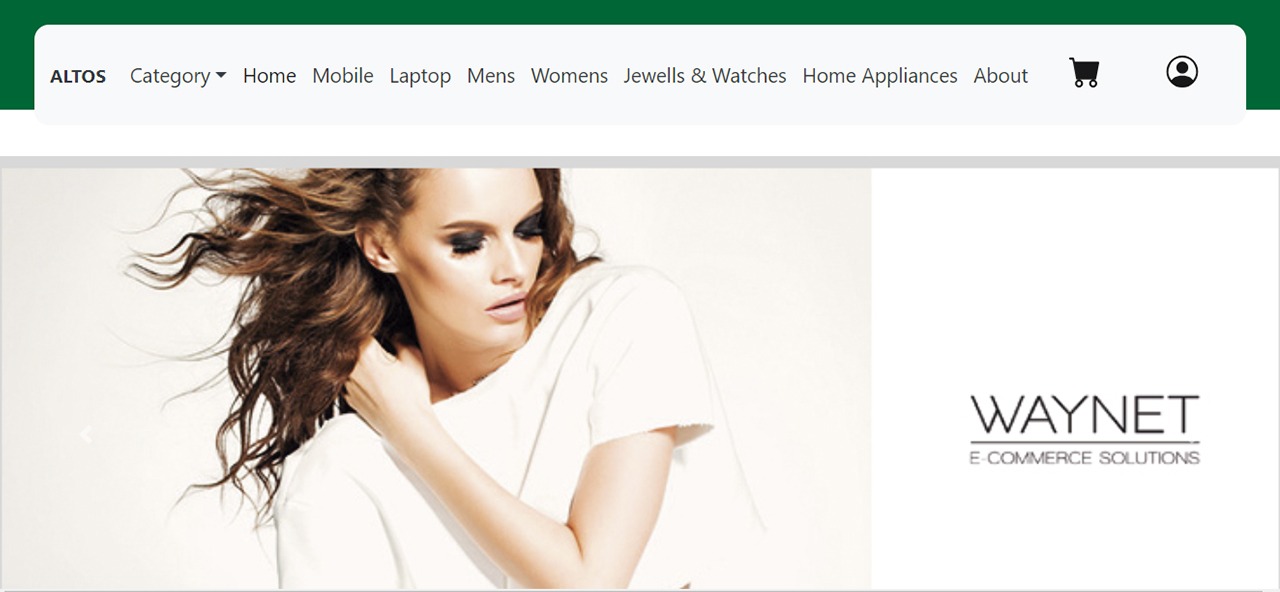 ALTOS Category Home Mobile Laptop Mens Womens Jewells & Watches Home Appliances About
WAYNET
E-COMMERCE SOLUTIONS